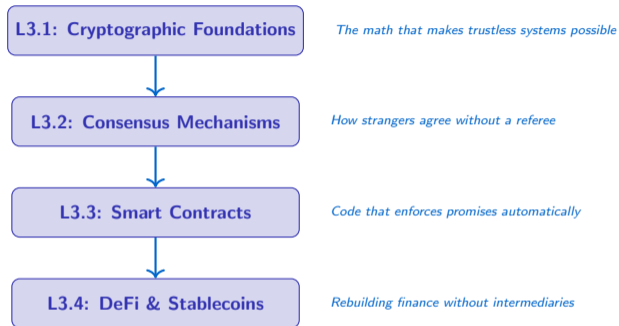 L3.1: Cryptographic Foundations
The math that makes trustless systems possible
L3.2: Consensus Mechanisms
How strangers agree without a referee
L3.3: Smart Contracts
Code that enforces promises automatically
L3.4: DeFi & Stablecoins
Rebuilding finance without intermediaries